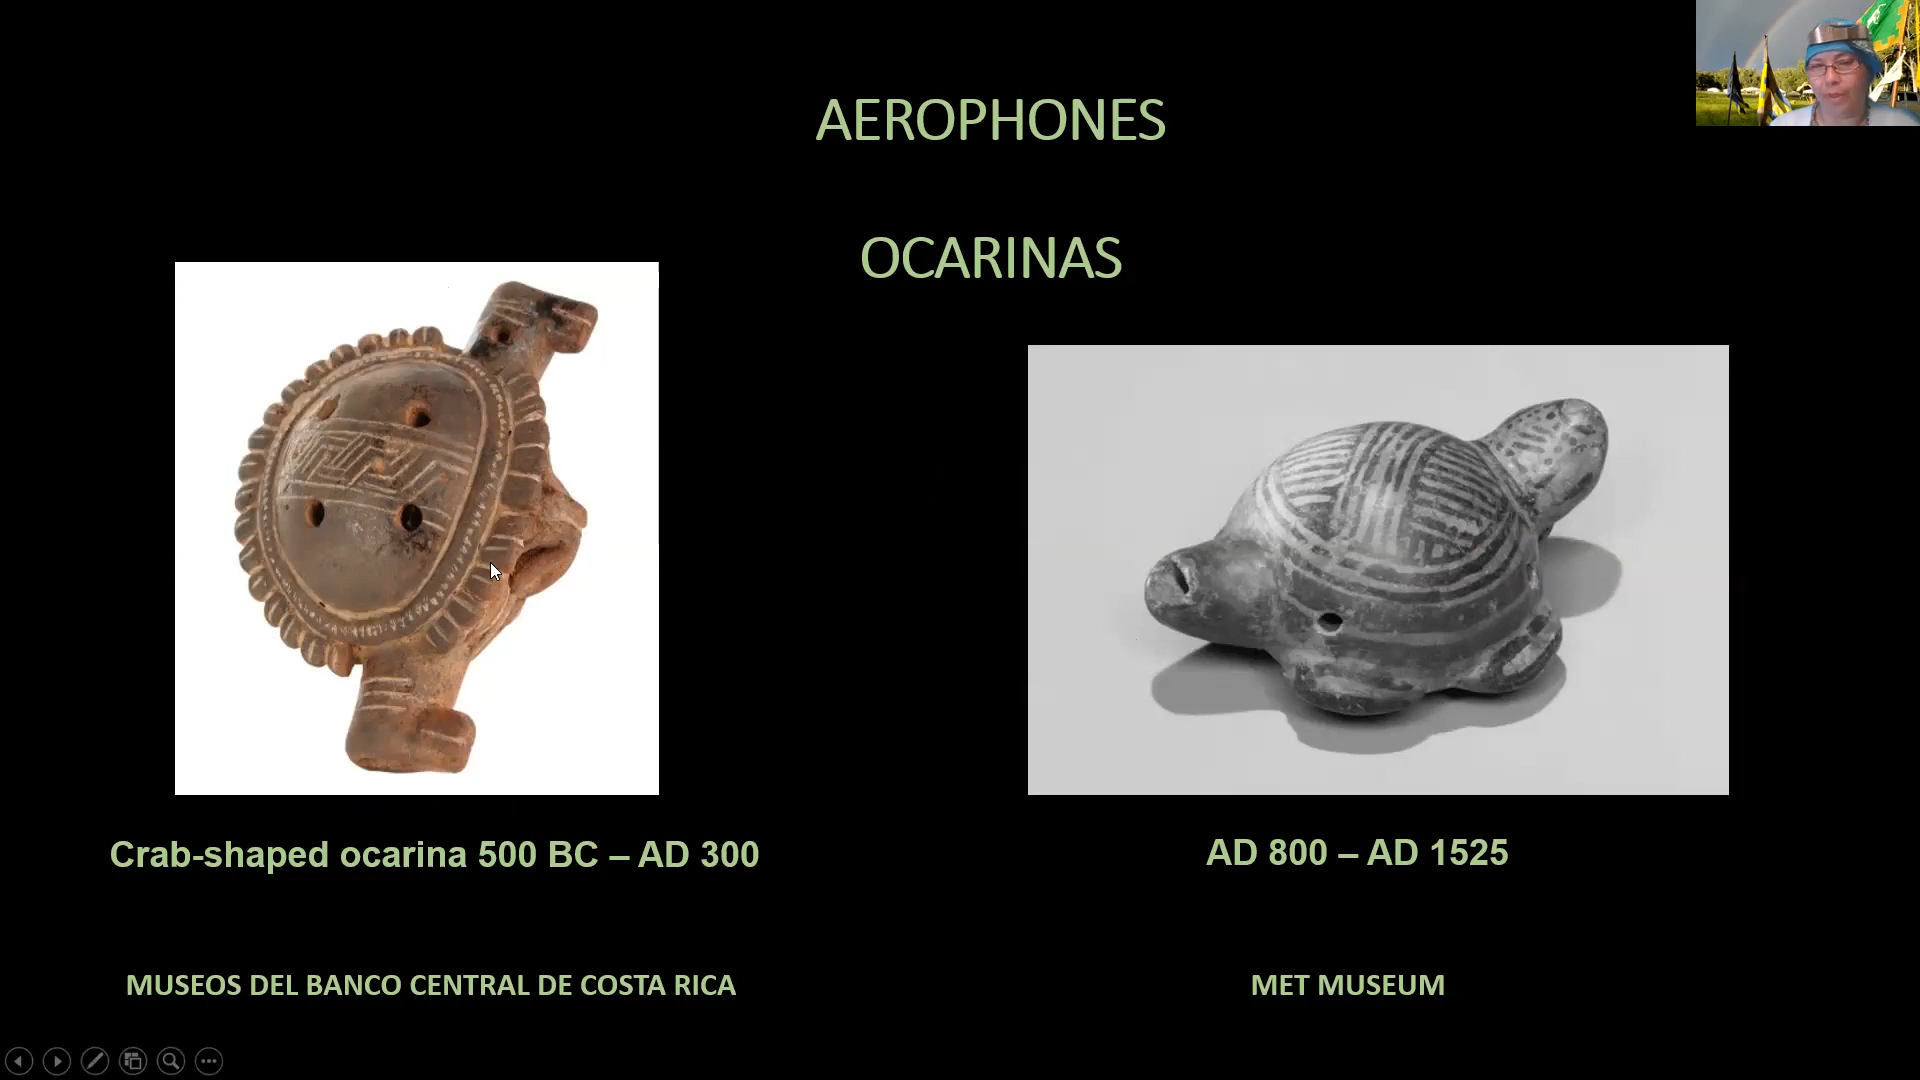 AEROPHONES
OCARINAS
Crab-shaped ocarina 500 BC – AD 300
AD 800 – AD 1525
MUSEOS DEL BANCO CENTRAL DE COSTA RICA
MET MUSEUM